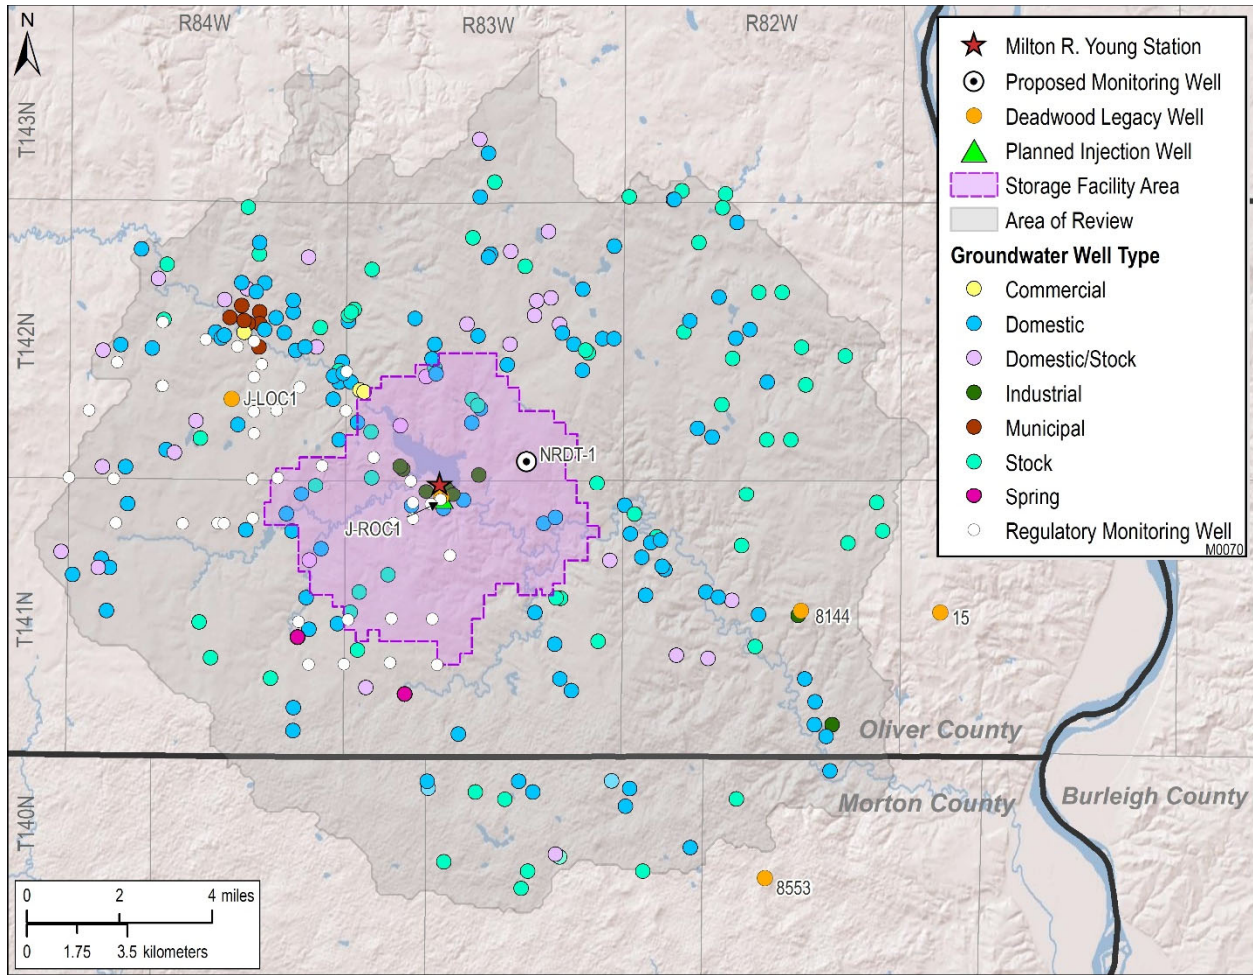 N
R84W
R83W
R82W
T143N
T142N
T141N
T140N
Milton R. Young Station
Proposed Monitoring Well
Deadwood Legacy Well
Planned Injection Well
Storage Facility Area
Area of Review
Groundwater Well Type
Commercial
Domestic
Domestic/Stock
Industrial
Municipal
Stock
Spring
Regulatory Monitoring Well
M0070
J-LOC1
NRDT-1
J-ROC1
8144
15
Oliver County
Morton County
Burleigh County
8553
0 2 4 miles
0 1.75 3.5 kilometers